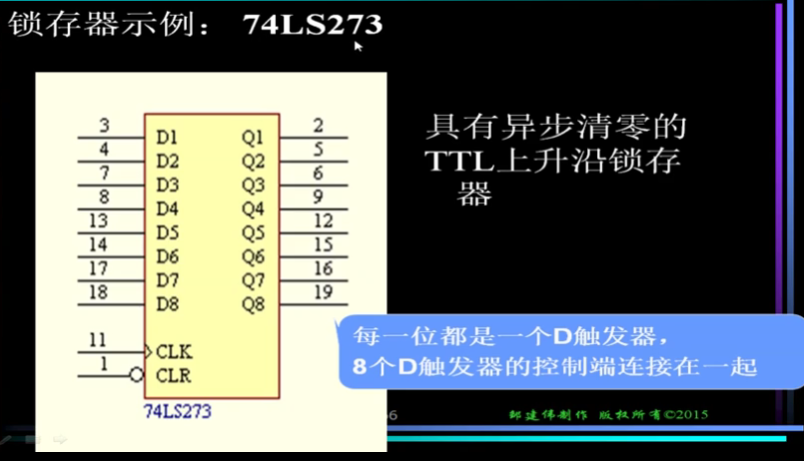 锁存器示例： 74LS273
具有异步清零的
TTL上升沿锁存
器
3 D1 Q1 2
4 D2 Q2 5
7 D3 Q3 6
8 D4 Q4 9
13 D5 Q5 12
14 D6 Q6 15
17 D7 Q7 16
18 D8 Q8 19
11 CLK
1 CLR
74LS273
每一位都是一个D触发器，
8个D触发器的控制端连接在一起
6 邹建伟制作 版权所有©2015